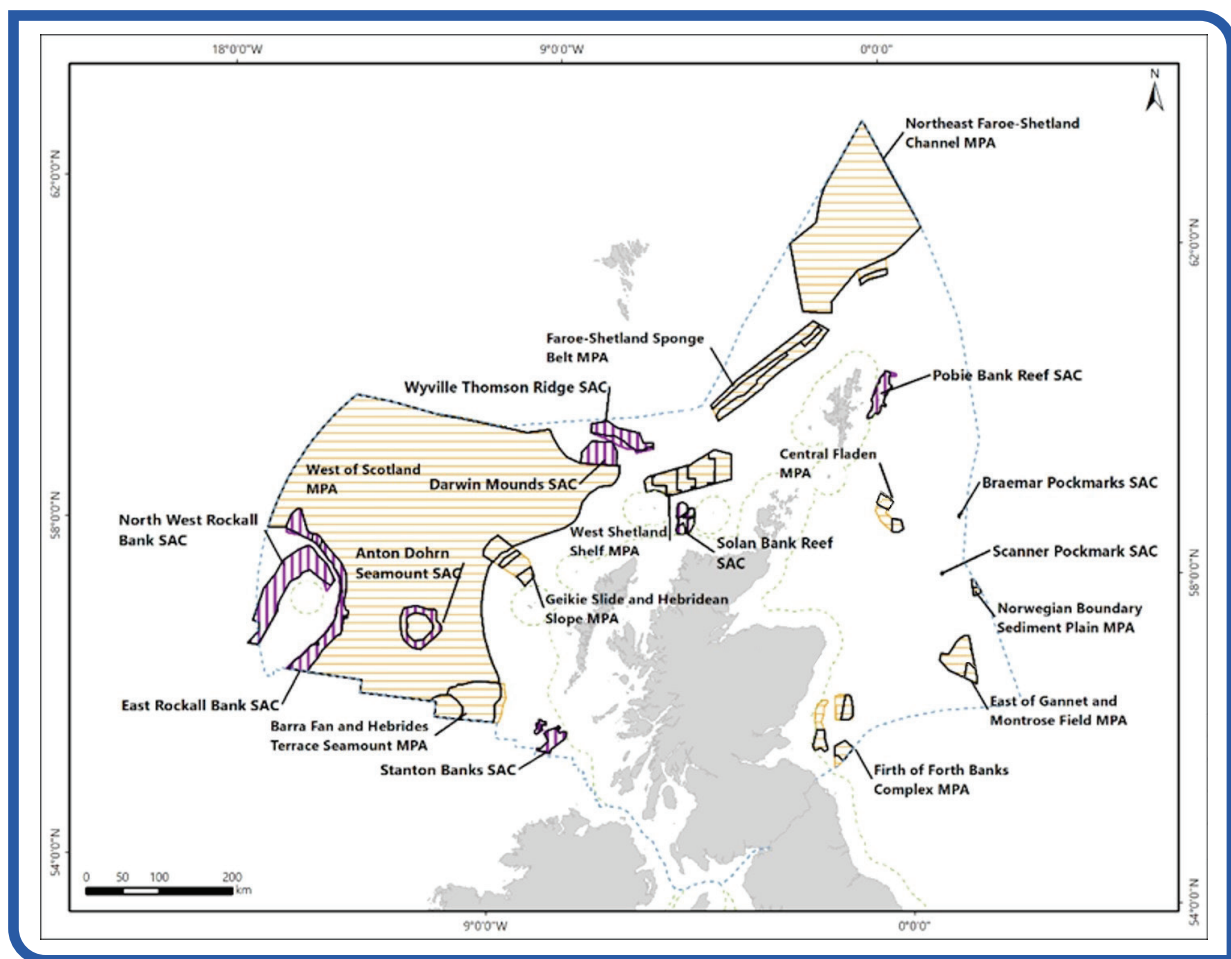 18°0'0"W
9°0'0"W
0°0'0"
N
Northeast Faroe-Shetland
Channel MPA
62°0'0"N
62°0'0"N
Faroe-Shetland Sponge
Belt MPA
Wyville Thomson Ridge SAC
Pobie Bank Reef SAC
Central Fladen
MPA
West of Scotland
MPA
Darwin Mounds SAC
Braemar Pockmarks SAC
58°0'0"N
North West Rockall
Bank SAC
West Shetland
Shelf MPA
Solan Bank Reef
SAC
Anton Dohrn
Seamount SAC
Scanner Pockmark SAC
58°0'0"N
Geikie Slide and Hebridean
Slope MPA
Norwegian Boundary
Sediment Plain MPA
East Rockall Bank SAC
East of Gannet and
Montrose Field MPA
Barra Fan and Hebrides
Terrace Seamount MPA
Stanton Banks SAC
Firth of Forth Banks
Complex MPA
54°0'0"N
54°0'0"N
0 50 100 200
km
9°0'0"W
0°0'0"